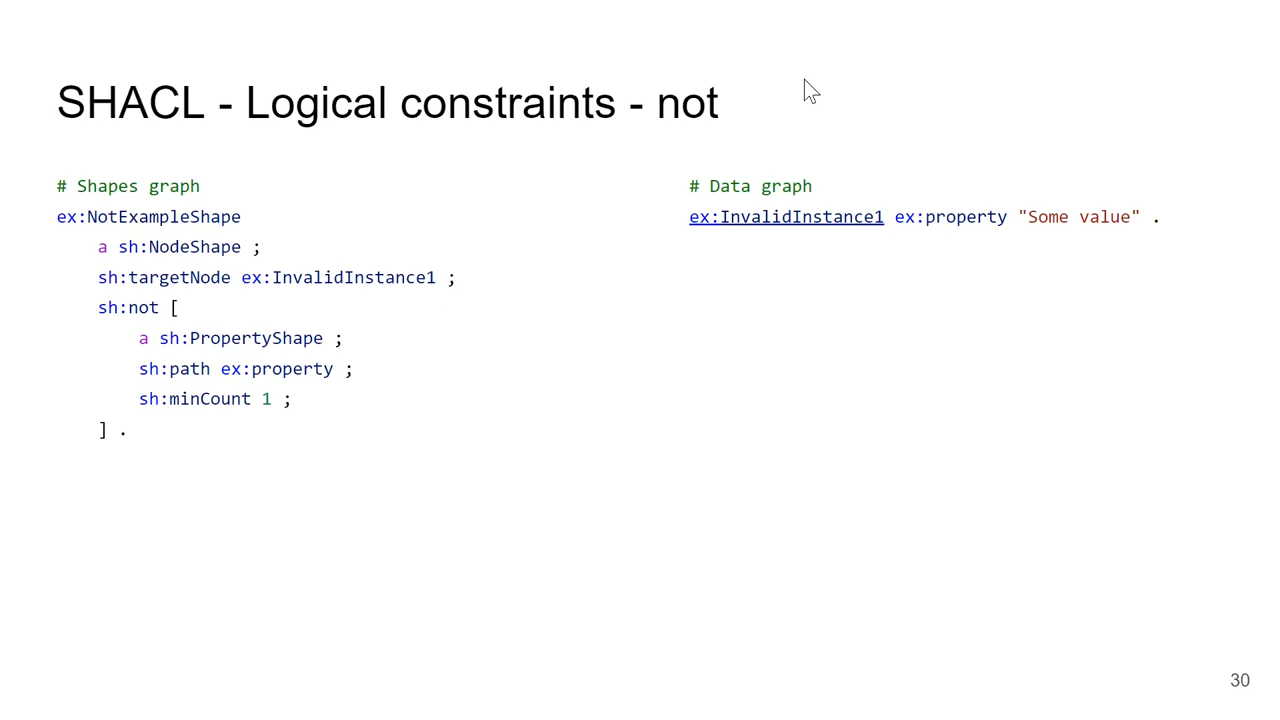 SHACL - Logical constraints - not
# Shapes graph
ex:NotExampleShape
a sh:NodeShape ;
sh:targetNode ex:InvalidInstance1 ;
sh:not [
a sh:PropertyShape ;
sh:path ex:property ;
sh:minCount 1 ;
] .
# Data graph
ex:InvalidInstance1 ex:property "Some value" .
30